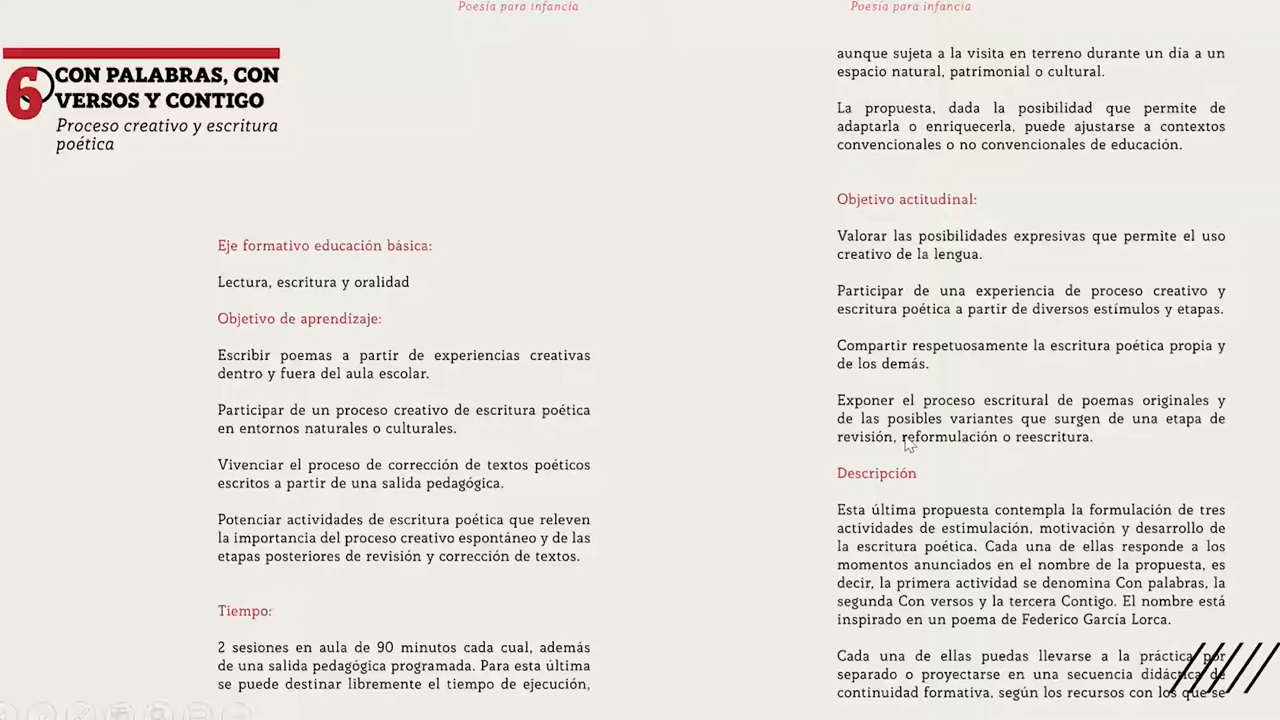 Poesía para infancia
6
CON PALABRAS, CON
VERSOS Y CONTIGO
Proceso creativo y escritura
poética
Eje formativo educación básica:
Lectura, escritura y oralidad
Objetivo de aprendizaje:
Escribir poemas a partir de experiencias creativas
dentro y fuera del aula escolar.
Participar de un proceso creativo de escritura poética
en entornos naturales o culturales.
Vivenciar el proceso de corrección de textos poéticos
escritos a partir de una salida pedagógica.
Potenciar actividades de escritura poética que releven
la importancia del proceso creativo espontáneo y de las
etapas posteriores de revisión y corrección de textos.
Tiempo:
2 sesiones en aula de 90 minutos cada cual, además
de una salida pedagógica programada. Para esta última
se puede destinar libremente el tiempo de ejecución,
Poesía para infancia
aunque sujeta a la visita en terreno durante un día a un
espacio natural, patrimonial o cultural.
La propuesta, dada la posibilidad que permite de
adaptarla o enriquecerla, puede ajustarse a contextos
convencionales o no convencionales de educación.
Objetivo actitudinal:
Valorar las posibilidades expresivas que permite el uso
creativo de la lengua.
Participar de una experiencia de proceso creativo y
escritura poética a partir de diversos estímulos y etapas.
Compartir respetuosamente la escritura poética propia y
de los demás.
Exponer el proceso escritural de poemas originales y
de las posibles variantes que surgen de una etapa de
revisión, reformulación o reescritura.
Descripción
Esta última propuesta contempla la formulación de tres
actividades de estimulación, motivación y desarrollo de
la escritura poética. Cada una de ellas responde a los
momentos anunciados en el nombre de la propuesta, es
decir, la primera actividad se denomina Con palabras, la
segunda Con versos y la tercera Contigo. El nombre está
inspirado en un poema de Federico García Lorca.
Cada una de ellas puedas llevarse a la práctica por
separado o proyectarse en una secuencia didáctica de
continuidad formativa, según los recursos con los que se